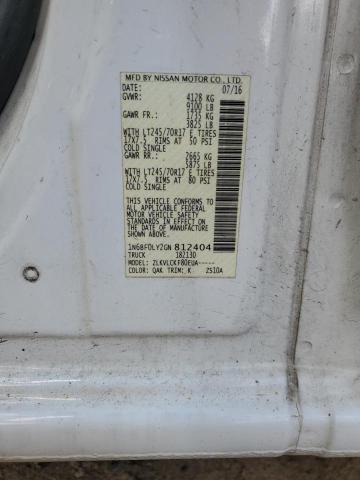 MFD BY NISSAN MOTOR CO., LTD.
DATE: 07/16
GVWR: 4128 KG
9100 LB
GAWR FR.: 1735 KG
3825 LB
WITH LT245/70R17 E TIRES
17X7.5 RIMS AT 50 PSI
COLD SINGLE
GAWR RR.: 2665 KG
5875 LB
WITH LT245/70R17 E TIRES
17X7.5 RIMS AT 80 PSI
COLD SINGLE
THIS VEHICLE CONFORMS TO ALL
APPLICABLE FEDERAL
MOTOR VEHICLE SAFETY STANDARDS
IN EFFECT ON THE DATE OF
MANUFACTURE SHOWN ABOVE.
1N6BF0LY2GN 812404
TRUCK 182130
MODEL: ZLKVLCKF80EUA-----
COLOR: QAK TRIM: K ZS10A